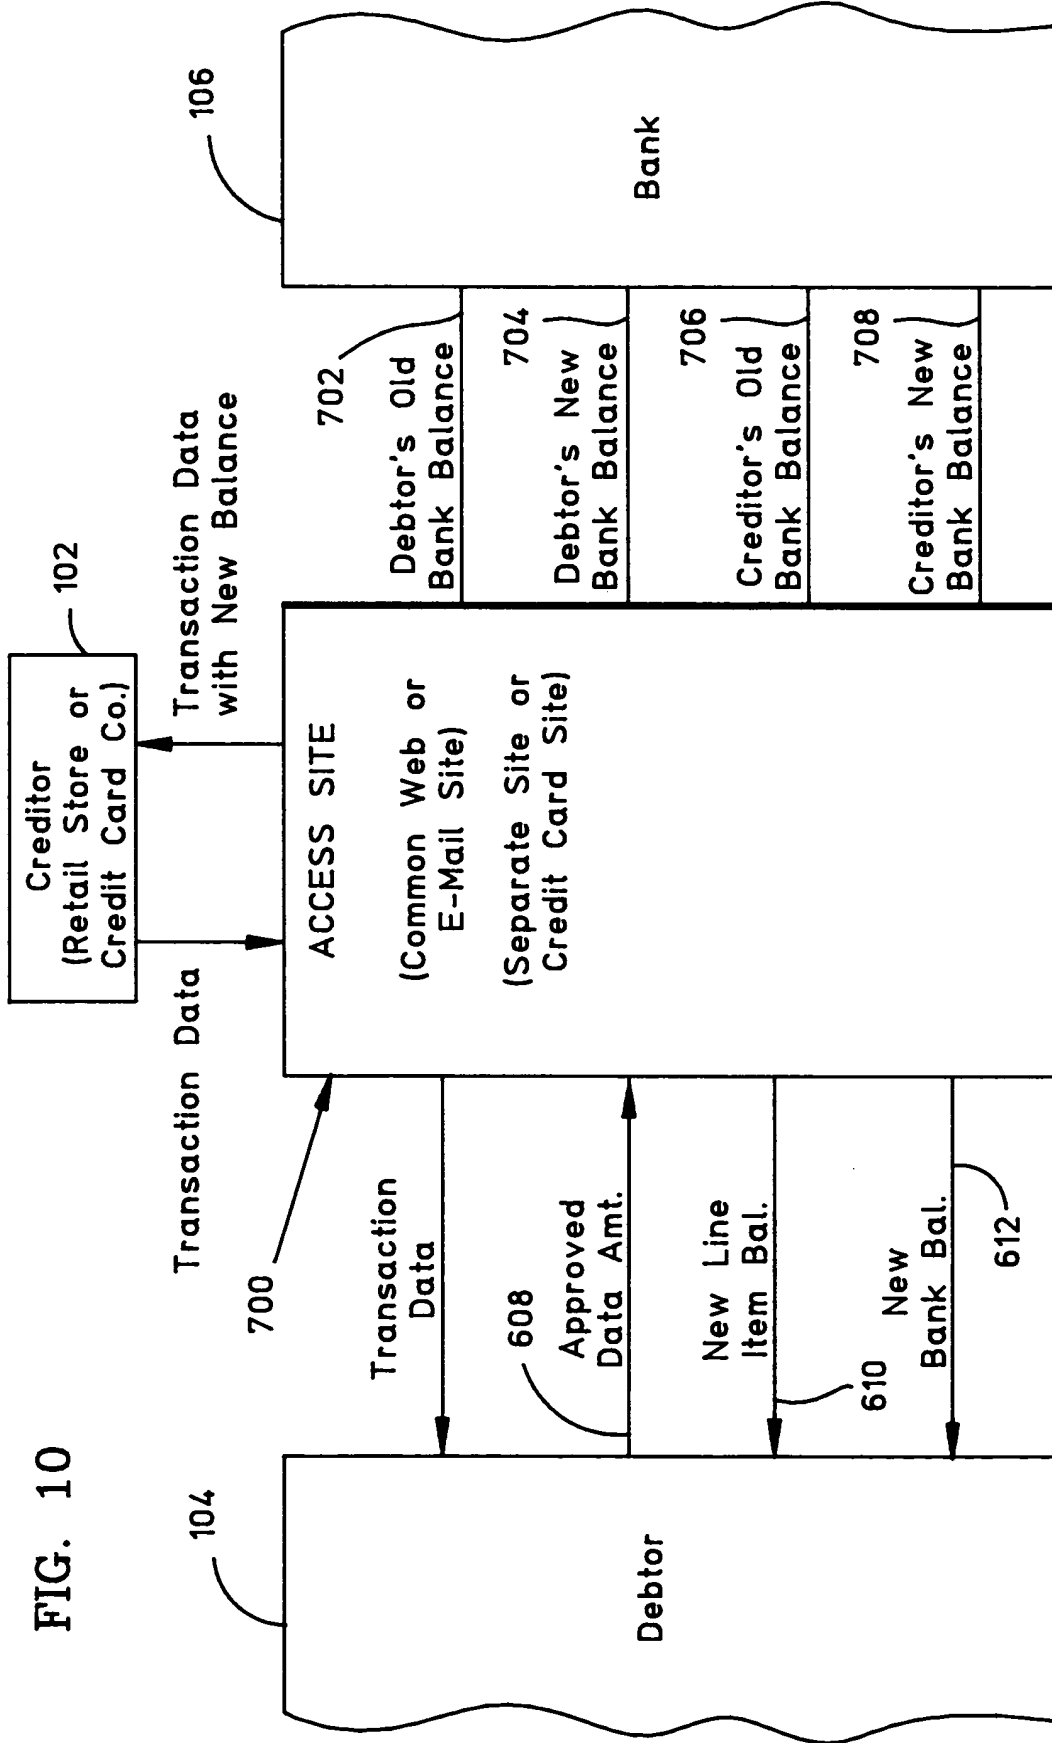 FIG. 10
Creditor
(Retail Store or
Credit Card Co.)
102
Transaction Data
Transaction Data
with New Balance
104
700
106
ACCESS SITE
(Common Web or
E-Mail Site)
(Separate Site or
Credit Card Site)
Debtor
Transaction
Data
608
Approved
Data Amt.
New Line
Item Bal.
610
New
Bank Bal.
612
702
Debtor's Old
Bank Balance
704
Debtor's New
Bank Balance
706
Creditor's Old
Bank Balance
708
Creditor's New
Bank Balance
Bank